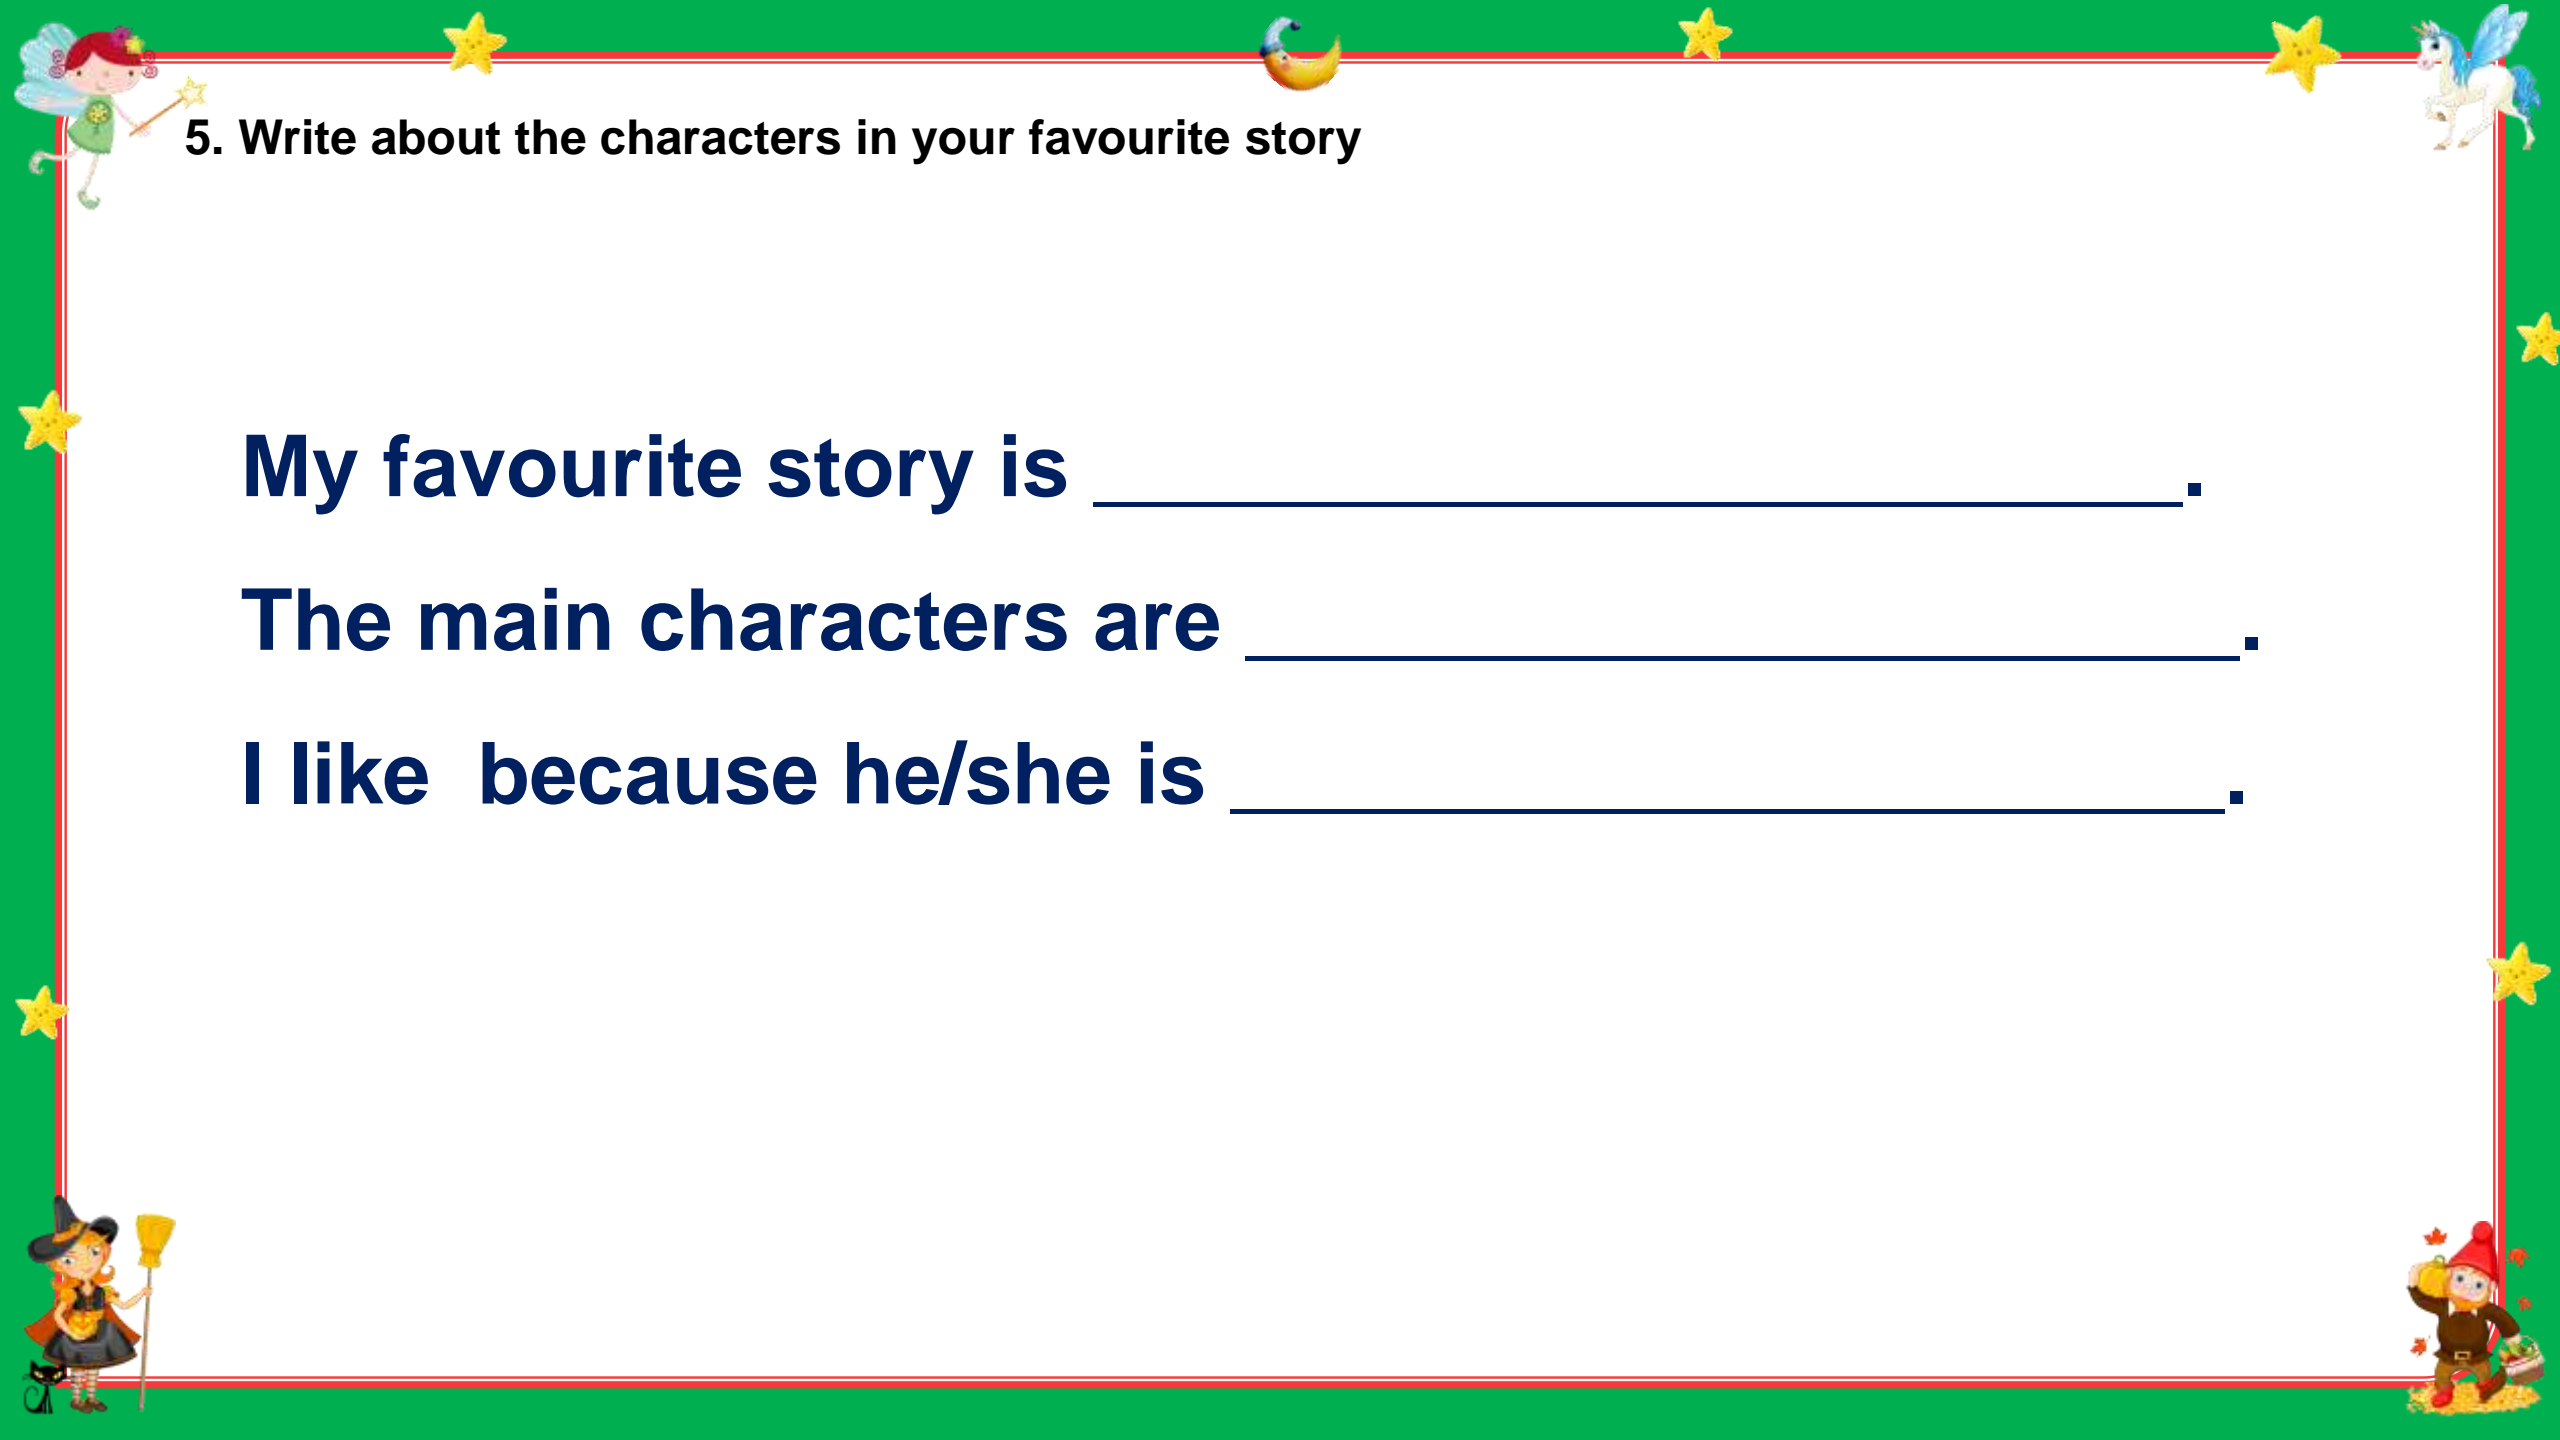 5. Write about the characters in your favourite story
My favourite story is ______________________.
The main characters are ____________________.
I like  because he/she is ____________________.